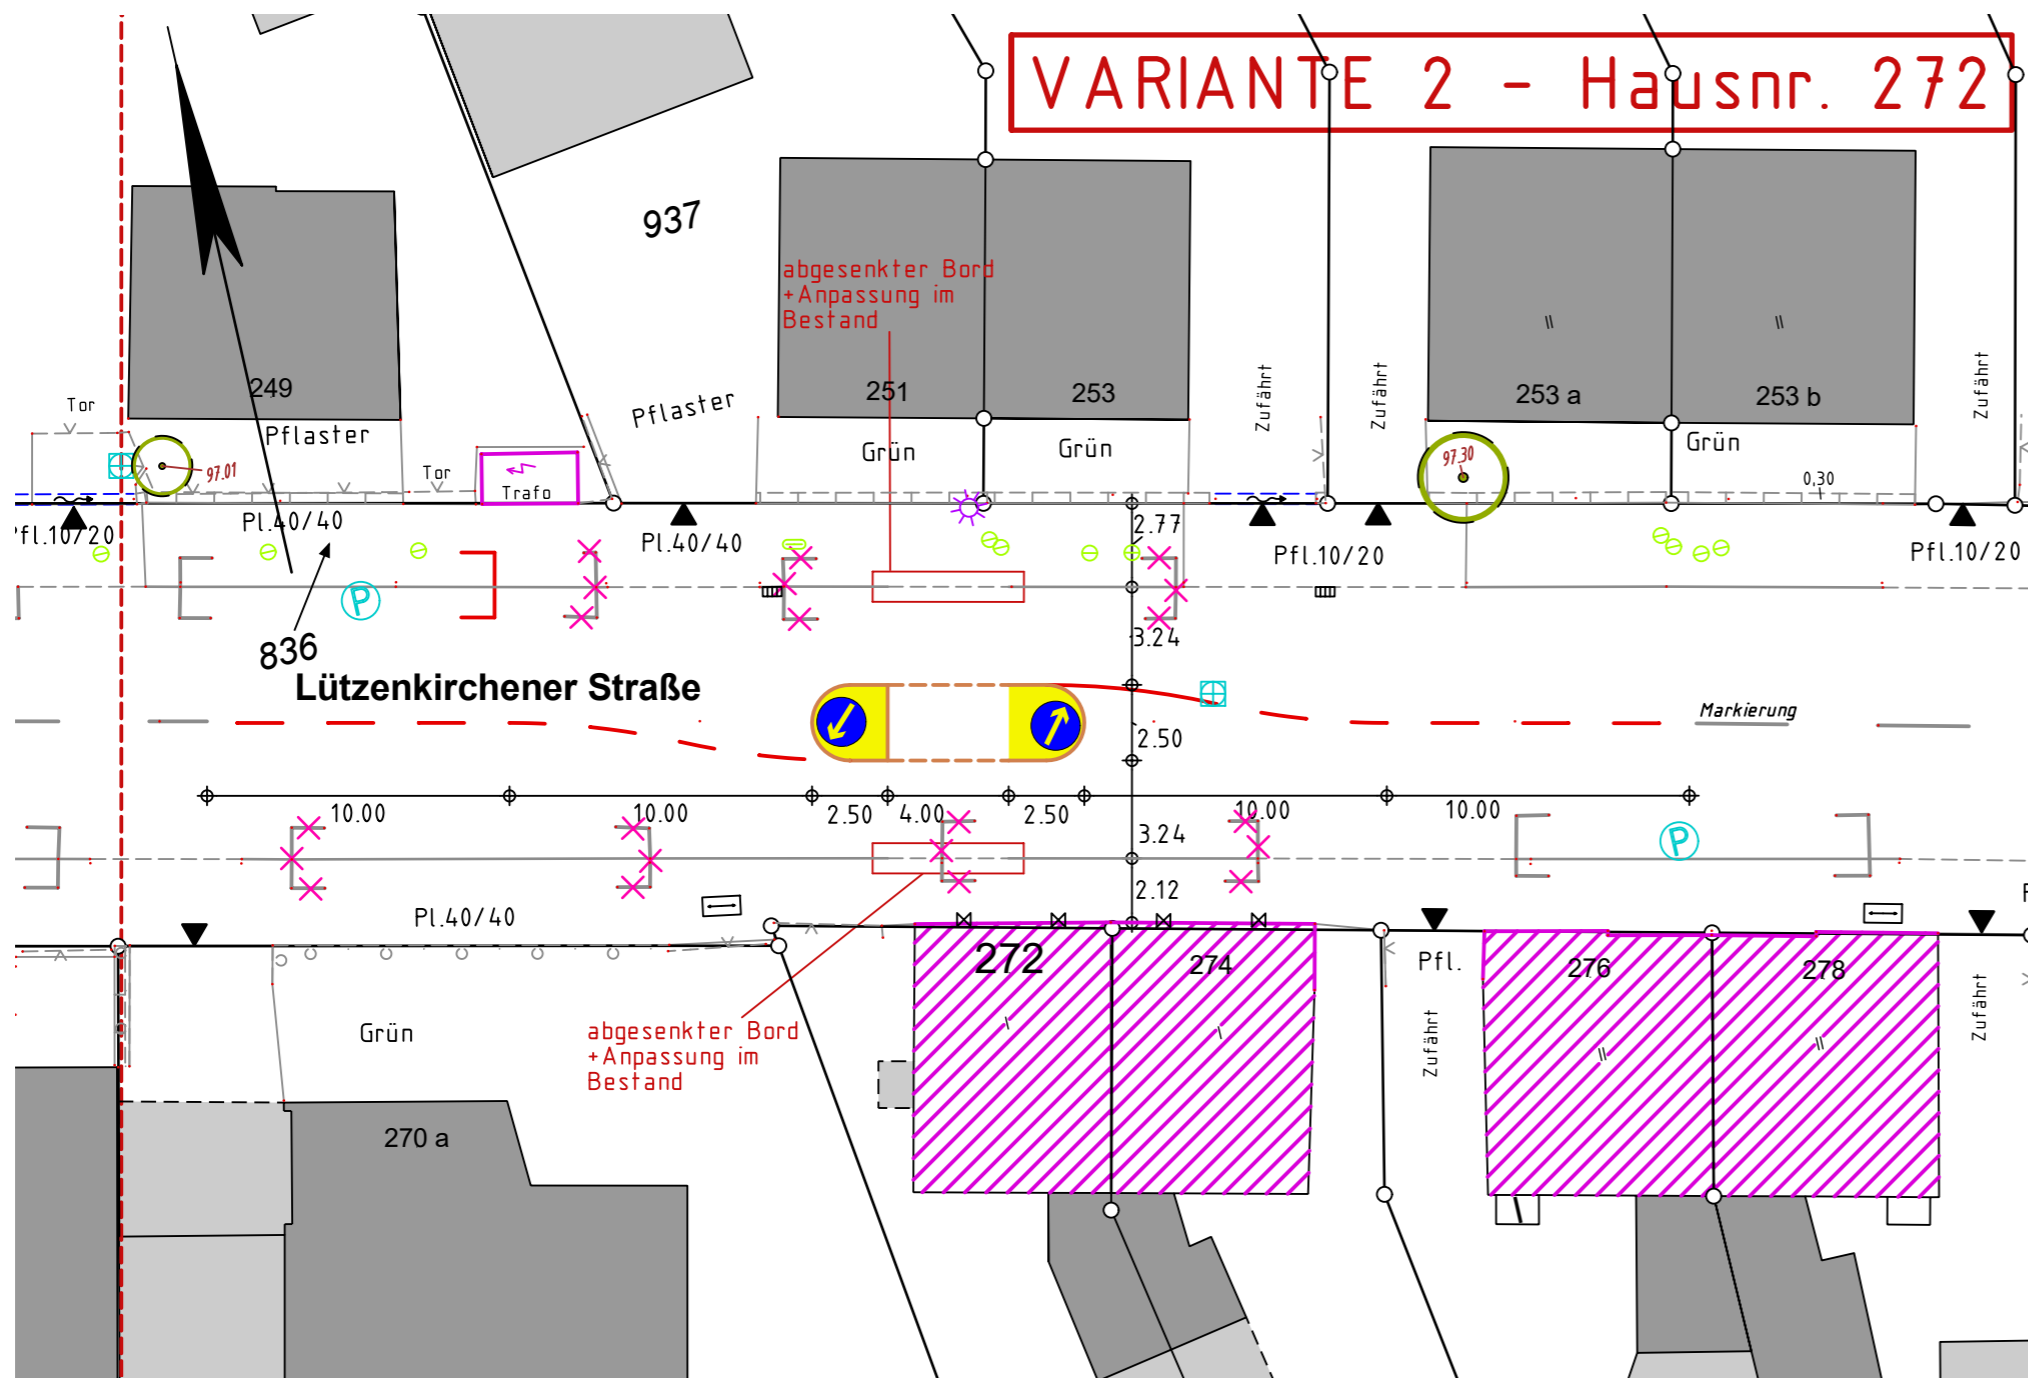 VARIANTE 2 - Hausnr. 272
937
abgesenkter Bord
+Anpassung im
Bestand
249
251
253
253 a
253 b
Zufährt
Zufährt
Zufährt
Tor
Pflaster
Pflaster
Grün
Grün
Grün
97.01
Tor
Trafo
97.30
0,30
Pfl.10/20
Pl.40/40
Pl.40/40
2.77
Pfl.10/20
Pfl.10/20
P
836
3.24
Lützenkirchener Straße
Markierung
2.50
10.00
10.00
2.50
4.00
2.50
10.00
10.00
3.24
P
2.12
Pl.40/40
272
274
Pfl.
276
278
Zufährt
Zufährt
Grün
abgesenkter Bord
+Anpassung im
Bestand
270 a